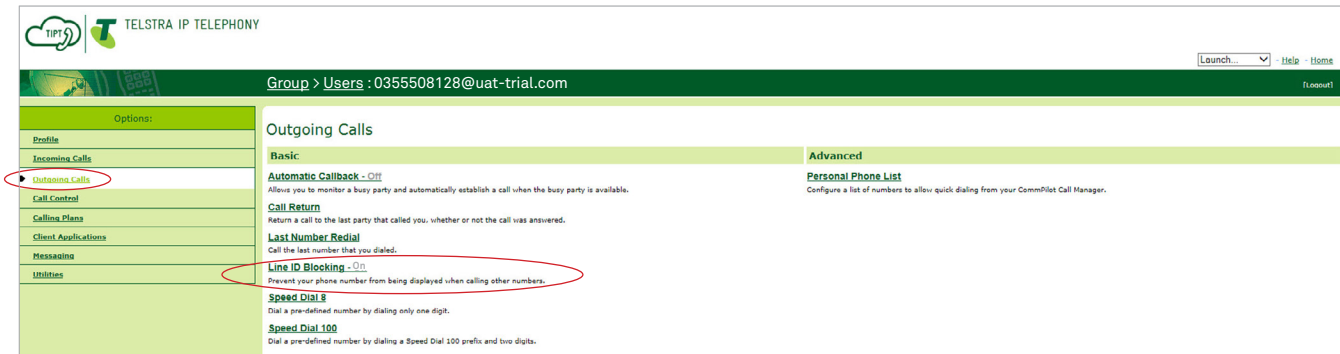 TIPT
T TELSTRA IP TELEPHONY
Launch... - Help - Home
Group > Users : 0355508128@uat-trial.com
[Logout]
Options:
Profile
Incoming Calls
Outgoing Calls
Call Control
Calling Plans
Client Applications
Messaging
Utilities
Outgoing Calls
Basic
Automatic Callback - Off
Allows you to monitor a busy party and automatically establish a call when the busy party is available.
Call Return
Return a call to the last party that called you, whether or not the call was answered.
Last Number Redial
Call the last number that you dialed.
Line ID Blocking - On
Prevent your phone number from being displayed when calling other numbers.
Speed Dial 8
Dial a pre-defined number by dialing only one digit.
Speed Dial 100
Dial a pre-defined number by dialing a Speed Dial 100 prefix and two digits.
Advanced
Personal Phone List
Configure a list of numbers to allow quick dialing from your CommPilot Call Manager.